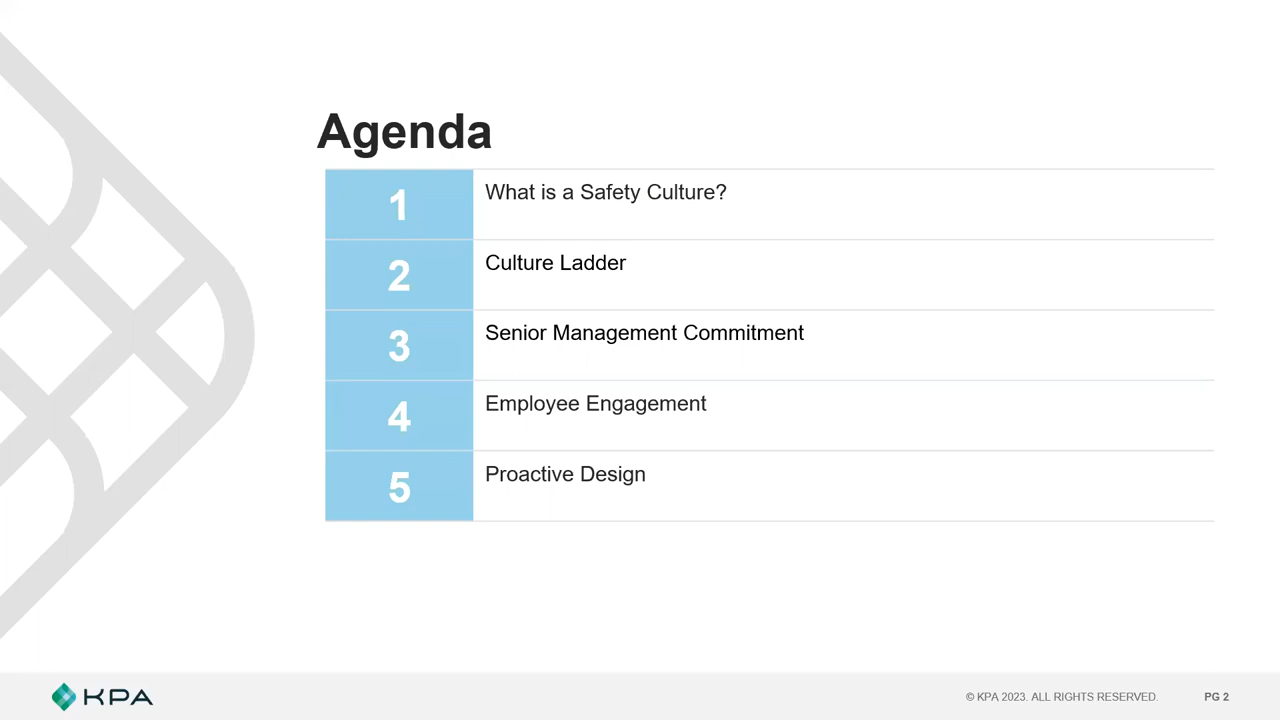 Agenda
1 What is a Safety Culture?
2 Culture Ladder
3 Senior Management Commitment
4 Employee Engagement
5 Proactive Design
KPA © KPA 2023. ALL RIGHTS RESERVED. PG 2